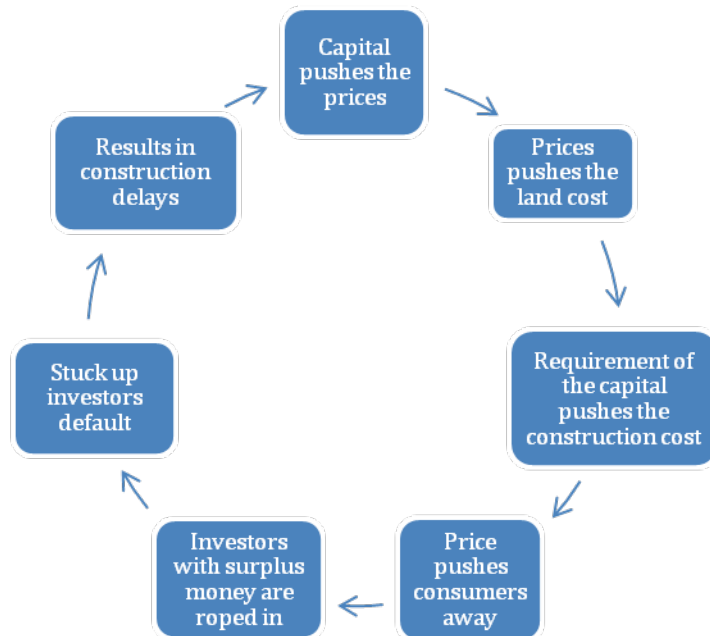 Capital
pushes the
prices
Prices
pushes the
land cost
Requirement of
the capital
pushes the
construction cost
Price
pushes
consumers
away
Investors
with surplus
money are
roped in
Stuck up
investors
default
Results in
construction
delays